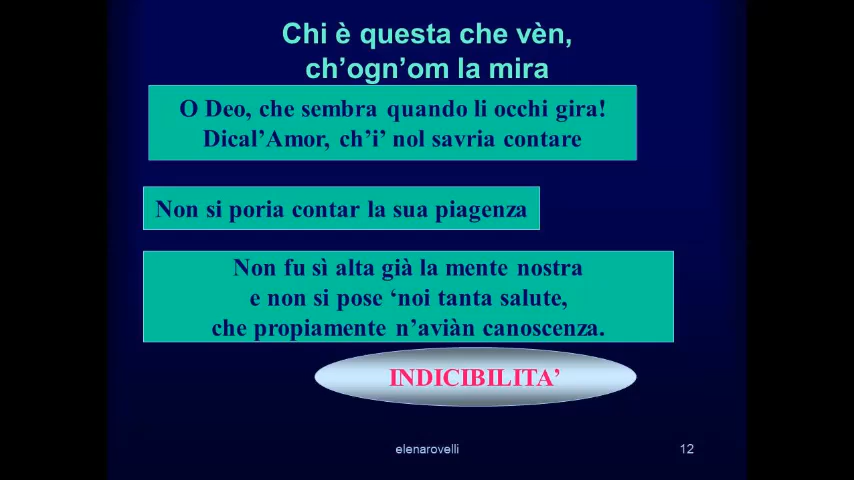 Chi è questa che vèn,
ch’ogn’om la mira
O Deo, che sembra quando li occhi gira!
Dical’Amor, ch’i’ nol savria contare
Non si poria contar la sua piagenza
Non fu sì alta già la mente nostra
e non si pose ‘noi tanta salute,
che propiamente n’aviàn canoscenza.
INDICIBILITA’
elenarovelli
12